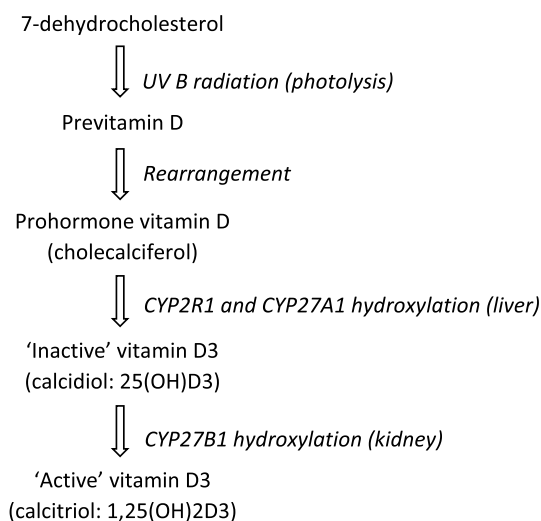 7-dehydrocholesterol
UV B radiation (photolysis)
Previtamin D
Rearrangement
Prohormone vitamin D
(cholecalciferol)
CYP2R1 and CYP27A1 hydroxylation (liver)
‘Inactive’ vitamin D3
(calcidiol: 25(OH)D3)
CYP27B1 hydroxylation (kidney)
‘Active’ vitamin D3
(calcitriol: 1,25(OH)2D3)